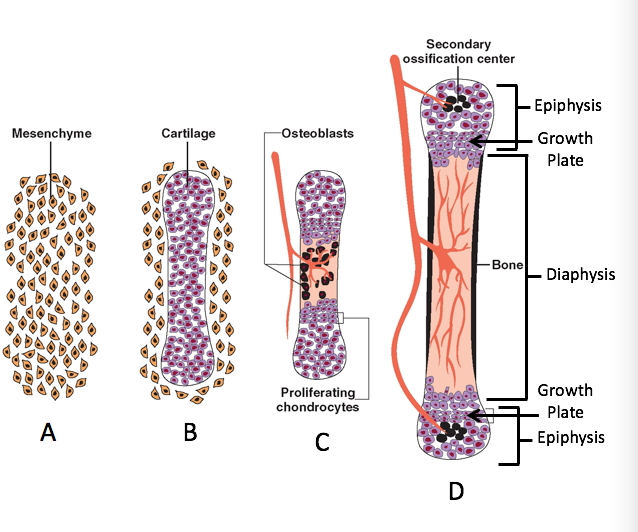 Secondary
ossification center
Epiphysis
Mesenchyme
Cartilage
Osteoblasts
Growth
Plate
Bone
Diaphysis
Proliferating
chondrocytes
Growth
Plate
Epiphysis
A
B
C
D